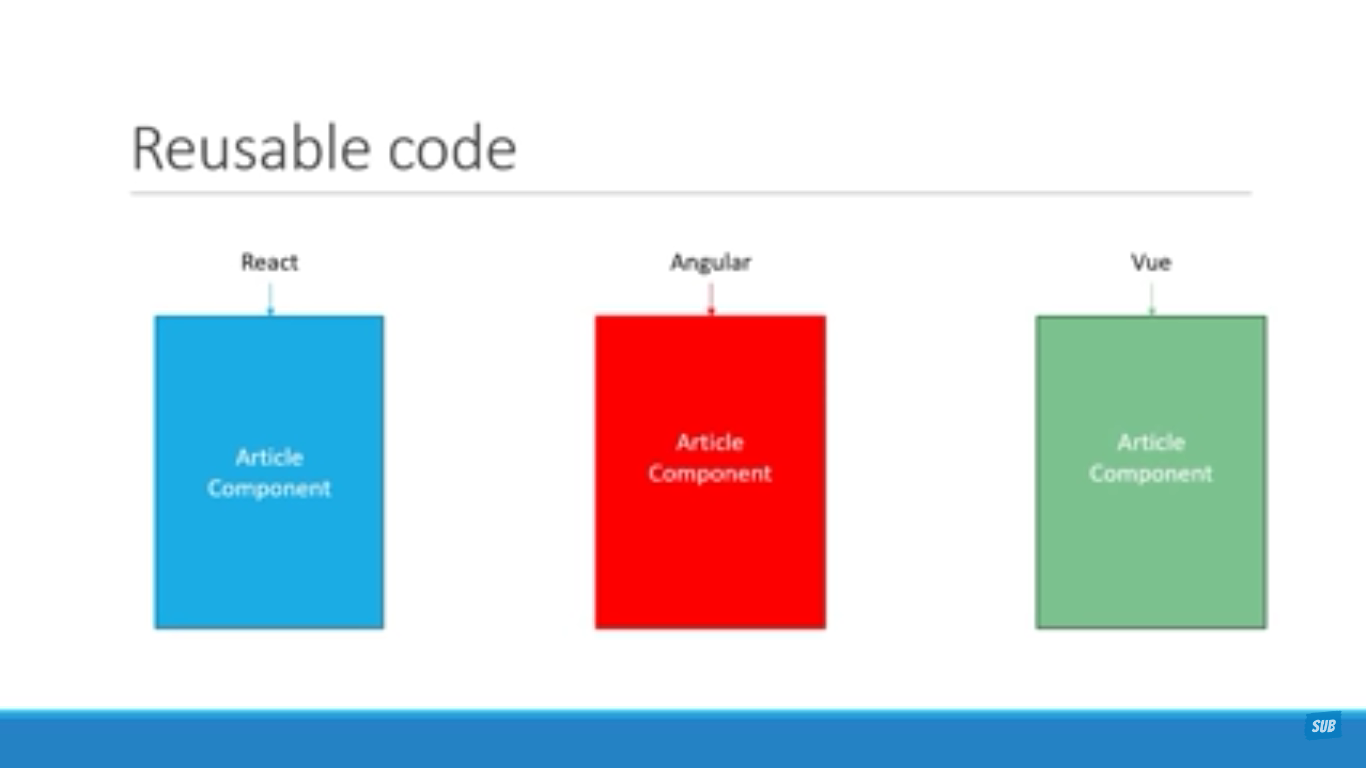 Reusable code
React
Angular
Vue
Article
Component
Article
Component
Article
Component
SUB